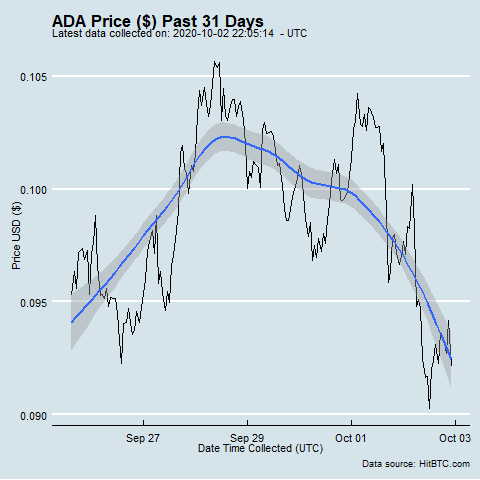 ADA Price ($) Past 31 Days
Latest data collected on: 2020-10-02 22:05:14 - UTC
Price USD ($)
0.105
0.100
0.095
0.090
Sep 27 Sep 29 Oct 01 Oct 03
Date Time Collected (UTC)
Data source: HitBTC.com